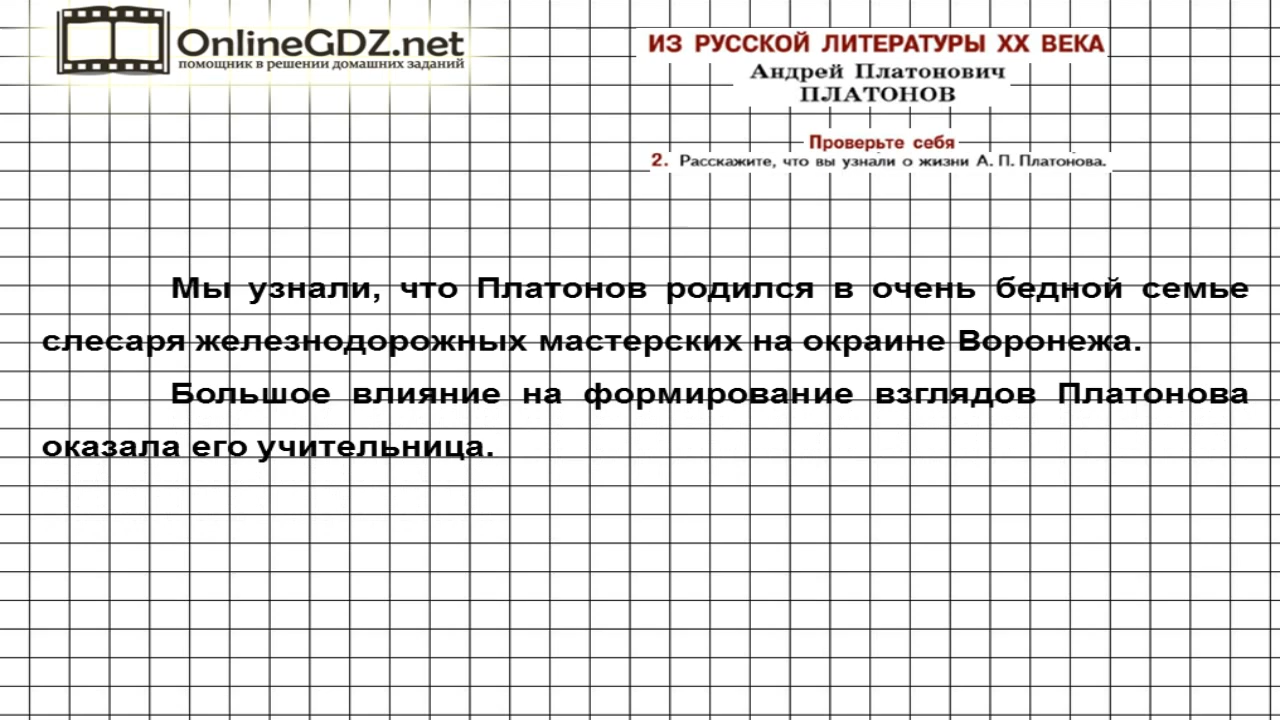 OnlineGDZ.net
помощник в решении домашних заданий
ИЗ РУССКОЙ ЛИТЕРАТУРЫ XX ВЕКА
Андрей Платонович
ПЛАТОНОВ
Проверьте себя
2. Расскажите, что вы узнали о жизни А. П. Платонова.
Мы узнали, что Платонов родился в очень бедной семье
слесаря железнодорожных мастерских на окраине Воронежа.
Большое влияние на формирование взглядов Платонова
оказала его учительница.